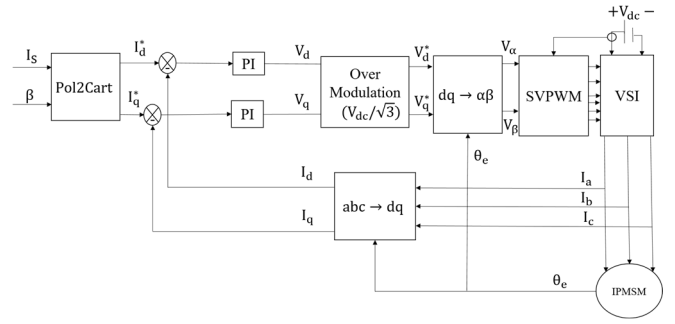 +V_dc −
I_S
β
Pol2Cart
I_d^*
I_q^*
PI
PI
V_d
V_q
Over
Modulation
(V_dc/√3)
V_d^*
V_q^*
dq → αβ
V_α
V_β
SVPWM
VSI
θ_e
I_d
I_q
abc → dq
I_a
I_b
I_c
θ_e
IPMSM